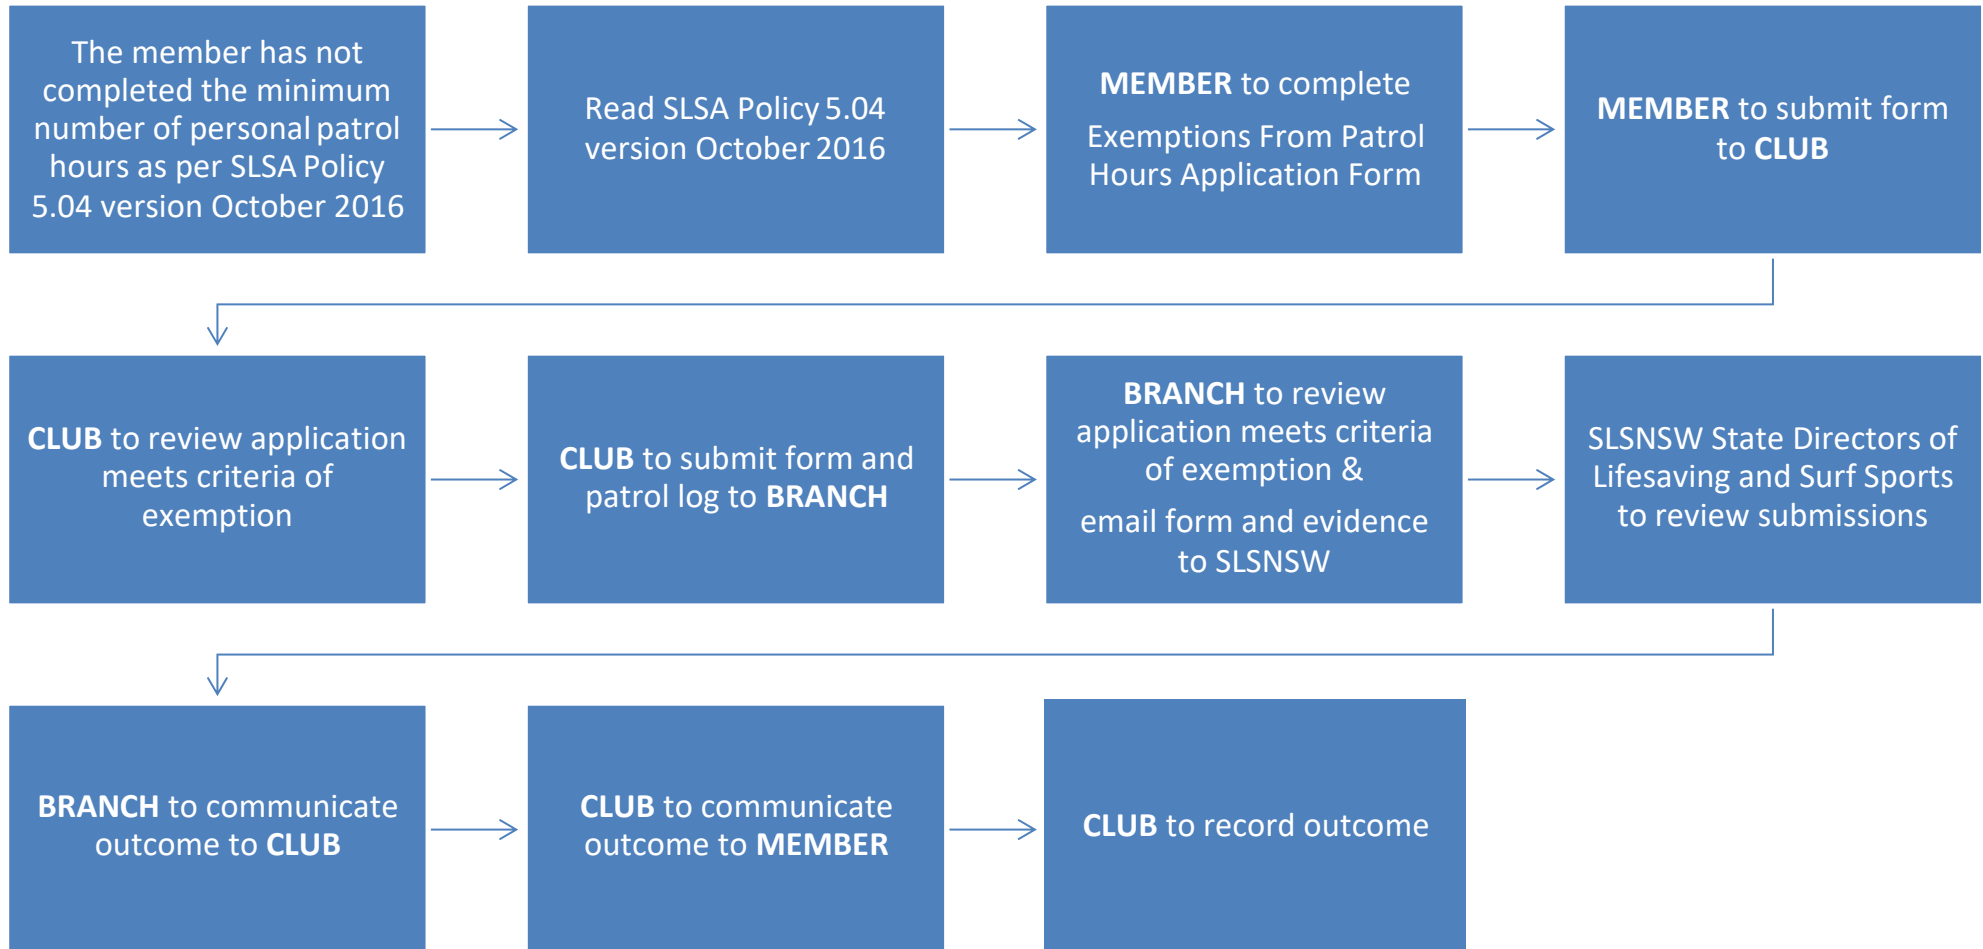 The member has not
completed the minimum
number of personal patrol
hours as per SLSA Policy
5.04 version October 2016
Read SLSA Policy 5.04
version October 2016
MEMBER to complete
Exemptions From Patrol
Hours Application Form
MEMBER to submit form
to CLUB
CLUB to review application
meets criteria of
exemption
CLUB to submit form and
patrol log to BRANCH
BRANCH to review
application meets criteria
of exemption &
email form and evidence
to SLSNSW
SLSNSW State Directors of
Lifesaving and Surf Sports
to review submissions
BRANCH to communicate
outcome to CLUB
CLUB to communicate
outcome to MEMBER
CLUB to record outcome